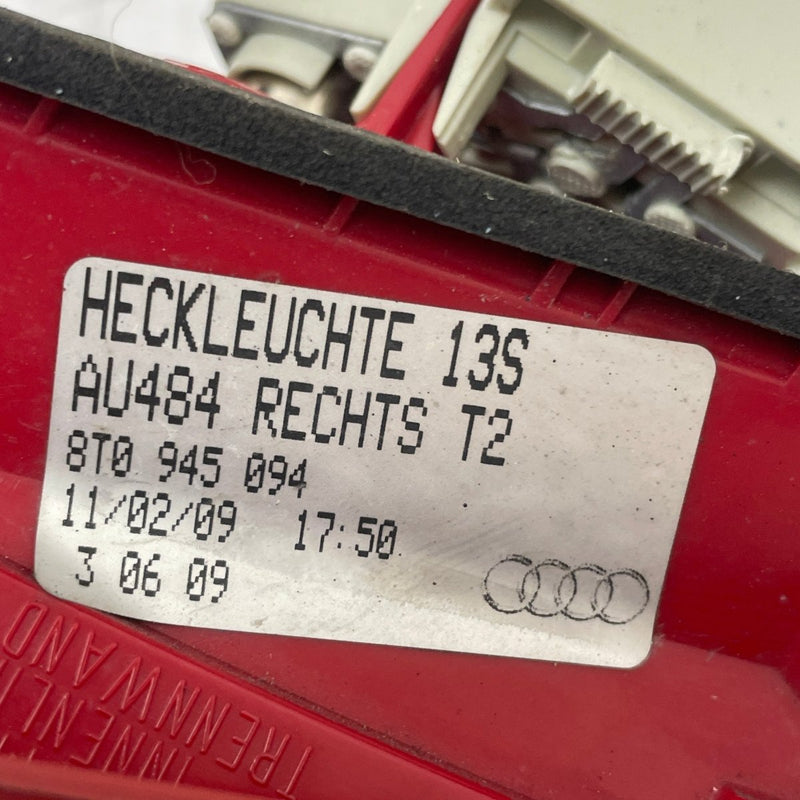 HECKLEUCHTE 13S
AU484 RECHTS T2
8T0 945 094
11/02/09 17:50
3 06 09
TRENNWAND